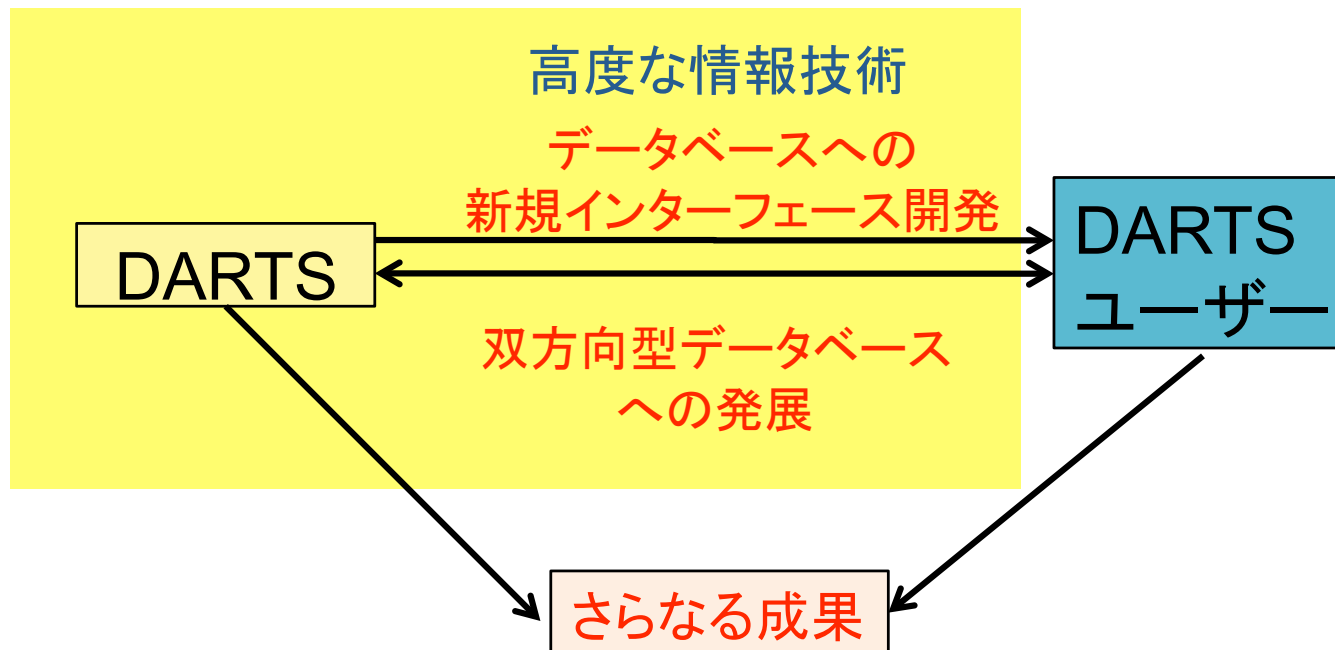 高度な情報技術
データベースへの
新規インターフェース開発
DARTS
DARTS
ユーザー
双方向型データベース
への発展
さらなる成果